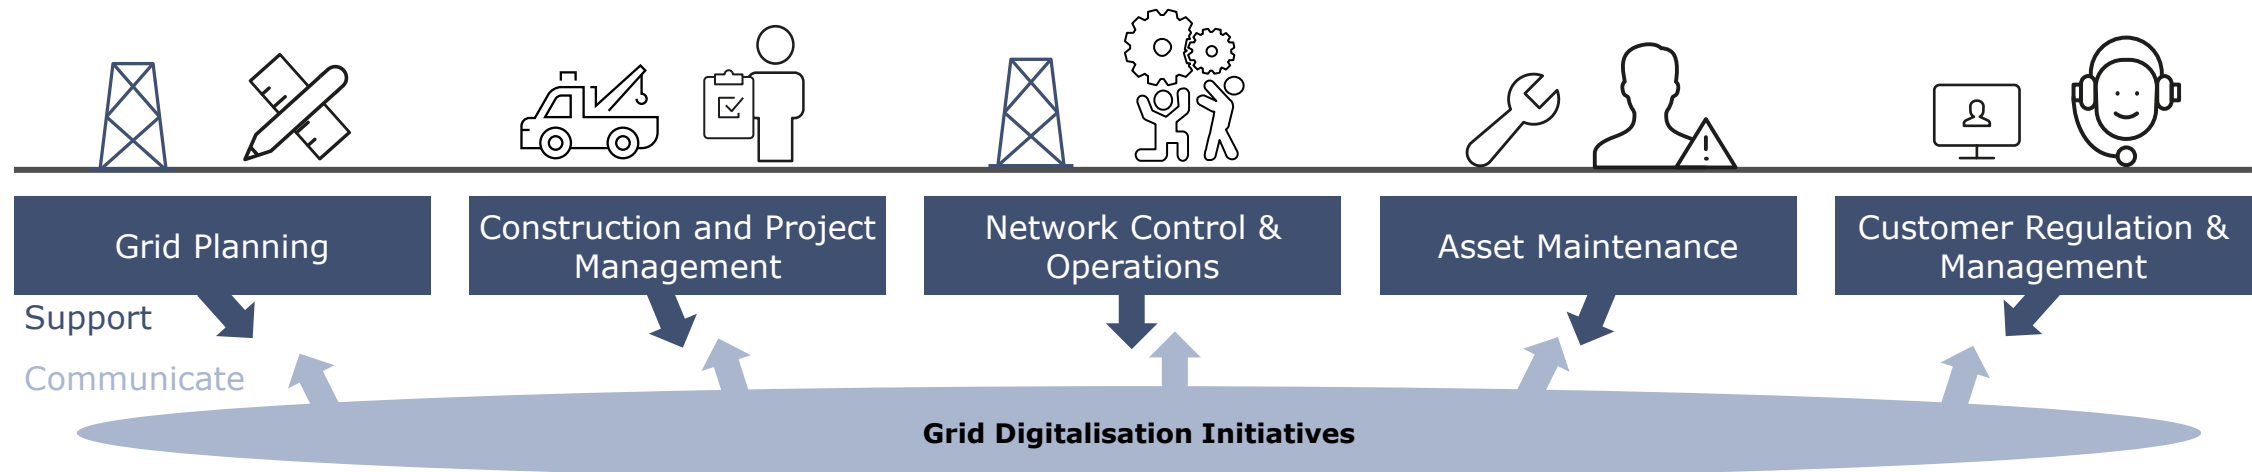 Grid Planning
Construction and Project
Management
Network Control &
Operations
Asset Maintenance
Customer Regulation &
Management
Support
Communicate
Grid Digitalisation Initiatives